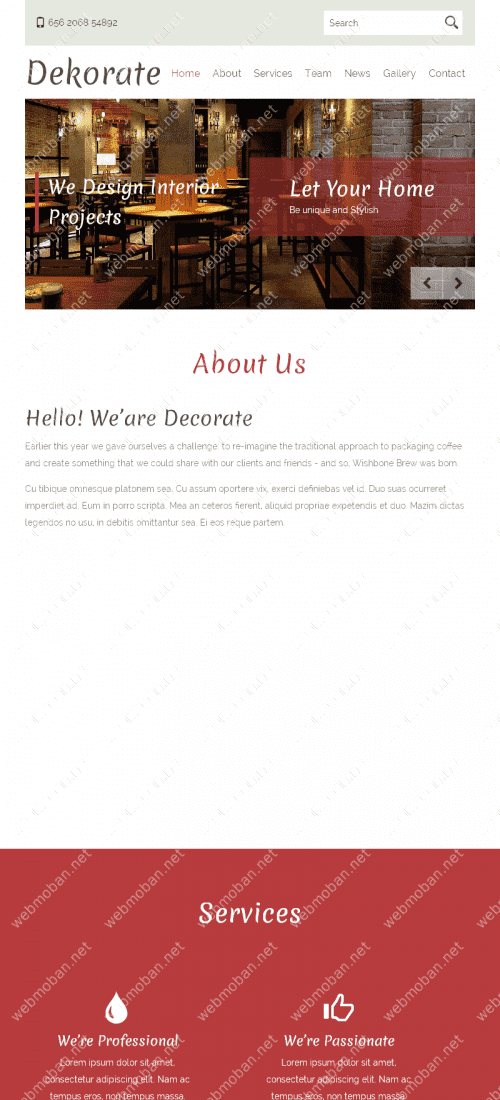 656 2068 54892
Search
Dekorate
Home About Services Team News Gallery Contact
We Design Interior
Projects
Let Your Home
Be unique and Stylish
About Us
Hello! We'are Decorate
Earlier this year we gave ourselves a challenge: to re-imagine the traditional approach to packaging coffee
and create something that we could share with our clients and friends - and so, Wishbone Brew was born.
Cu tibique omnesque platonem sea. Cu assum oportere vix, exerci definiebas vel id. Duo suas ocurreret
imperdiet ad. Eum in porro scripta. Mea an ceteros fierent, aliquid propriae expetendis et duo. Mazim dictas
legendos no usu, in debitis omittantur sea. Ei eos reque partem.
Services
We're Professional
Lorem ipsum dolor sit amet,
consectetur adipiscing elit. Nam ac
tempus eros, non tempus massa.
We're Passionate
Lorem ipsum dolor sit amet,
consectetur adipiscing elit. Nam ac
tempus eros, non tempus massa.
webmoban.net